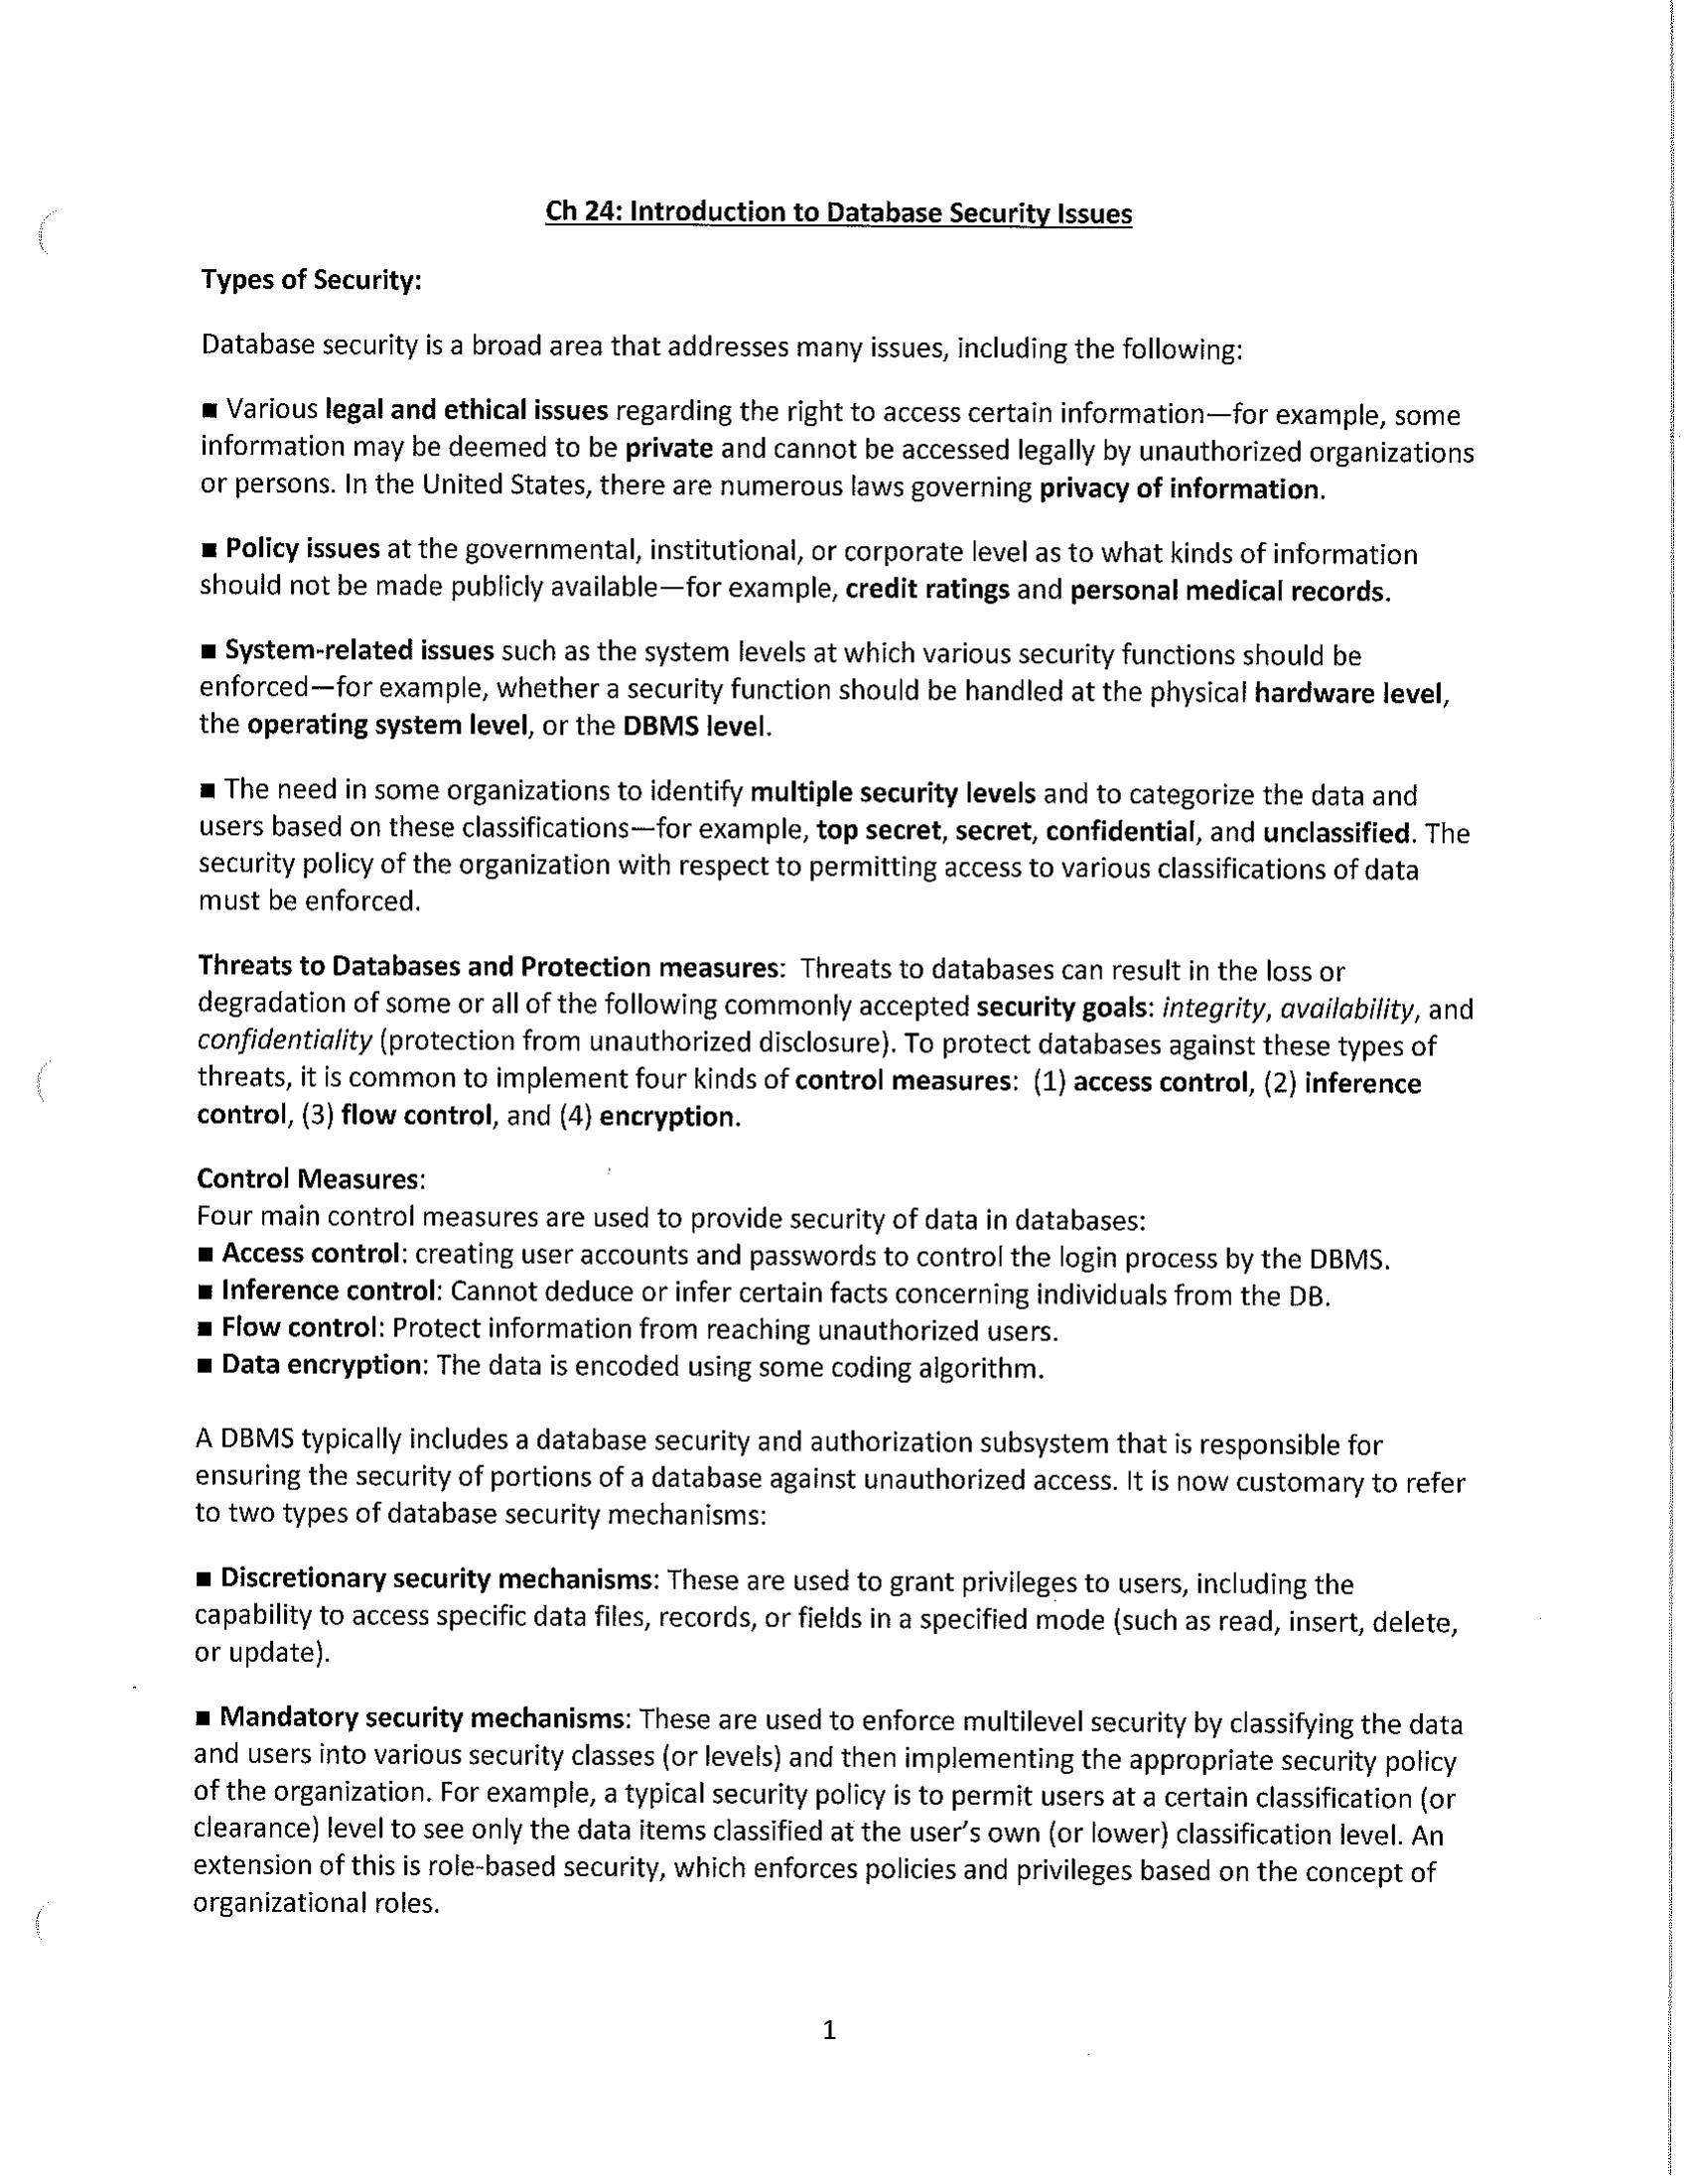 Ch 24: Introduction to Database Security Issues
Types of Security:
Database security is a broad area that addresses many issues, including the following:
■ Various legal and ethical issues regarding the right to access certain information—for example, some
information may be deemed to be private and cannot be accessed legally by unauthorized organizations
or persons. In the United States, there are numerous laws governing privacy of information.
■ Policy issues at the governmental, institutional, or corporate level as to what kinds of information
should not be made publicly available—for example, credit ratings and personal medical records.
■ System-related issues such as the system levels at which various security functions should be
enforced—for example, whether a security function should be handled at the physical hardware level,
the operating system level, or the DBMS level.
■ The need in some organizations to identify multiple security levels and to categorize the data and
users based on these classifications—for example, top secret, secret, confidential, and unclassified. The
security policy of the organization with respect to permitting access to various classifications of data
must be enforced.
Threats to Databases and Protection measures: Threats to databases can result in the loss or
degradation of some or all of the following commonly accepted security goals: integrity, availability, and
confidentiality (protection from unauthorized disclosure). To protect databases against these types of
threats, it is common to implement four kinds of control measures: (1) access control, (2) inference
control, (3) flow control, and (4) encryption.
Control Measures:
Four main control measures are used to provide security of data in databases:
■ Access control: creating user accounts and passwords to control the login process by the DBMS.
■ Inference control: Cannot deduce or infer certain facts concerning individuals from the DB.
■ Flow control: Protect information from reaching unauthorized users.
■ Data encryption: The data is encoded using some coding algorithm.
A DBMS typically includes a database security and authorization subsystem that is responsible for
ensuring the security of portions of a database against unauthorized access. It is now customary to refer
to two types of database security mechanisms:
■ Discretionary security mechanisms: These are used to grant privileges to users, including the
capability to access specific data files, records, or fields in a specified mode (such as read, insert, delete,
or update).
■ Mandatory security mechanisms: These are used to enforce multilevel security by classifying the data
and users into various security classes (or levels) and then implementing the appropriate security policy
of the organization. For example, a typical security policy is to permit users at a certain classification (or
clearance) level to see only the data items classified at the user's own (or lower) classification level. An
extension of this is role-based security, which enforces policies and privileges based on the concept of
organizational roles.
1